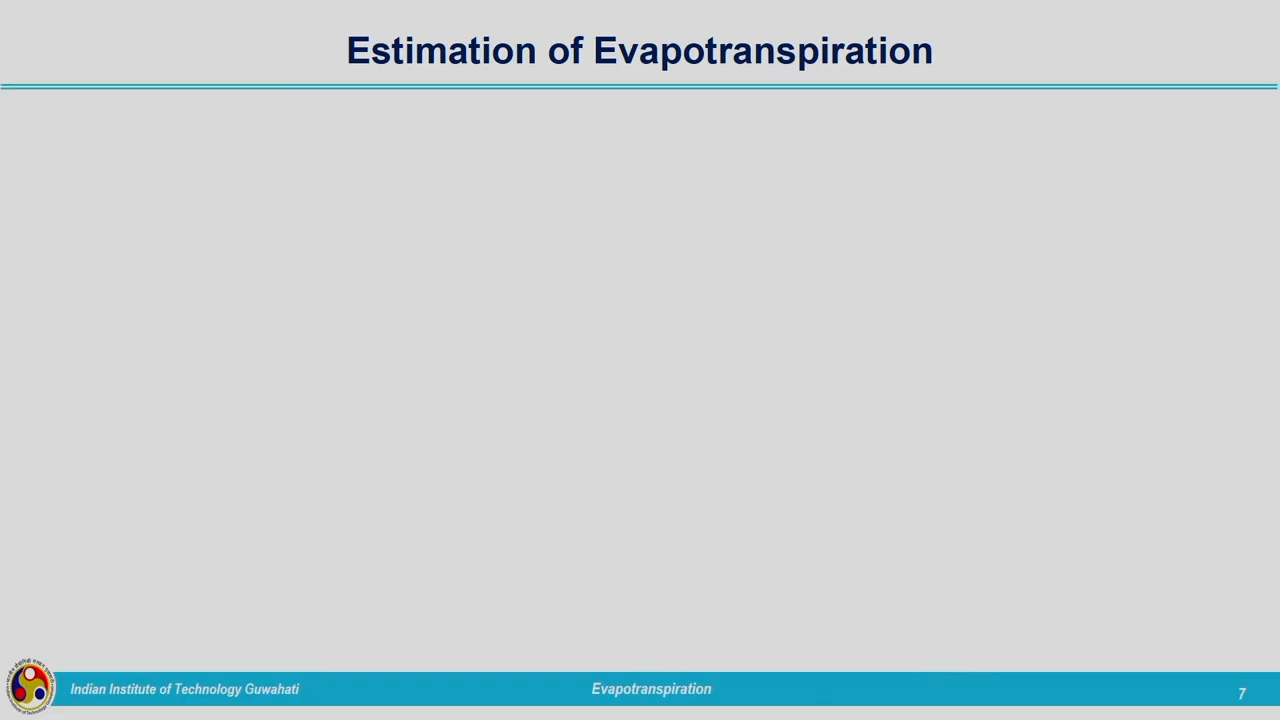 Estimation of Evapotranspiration
Indian Institute of Technology Guwahati
Evapotranspiration
7